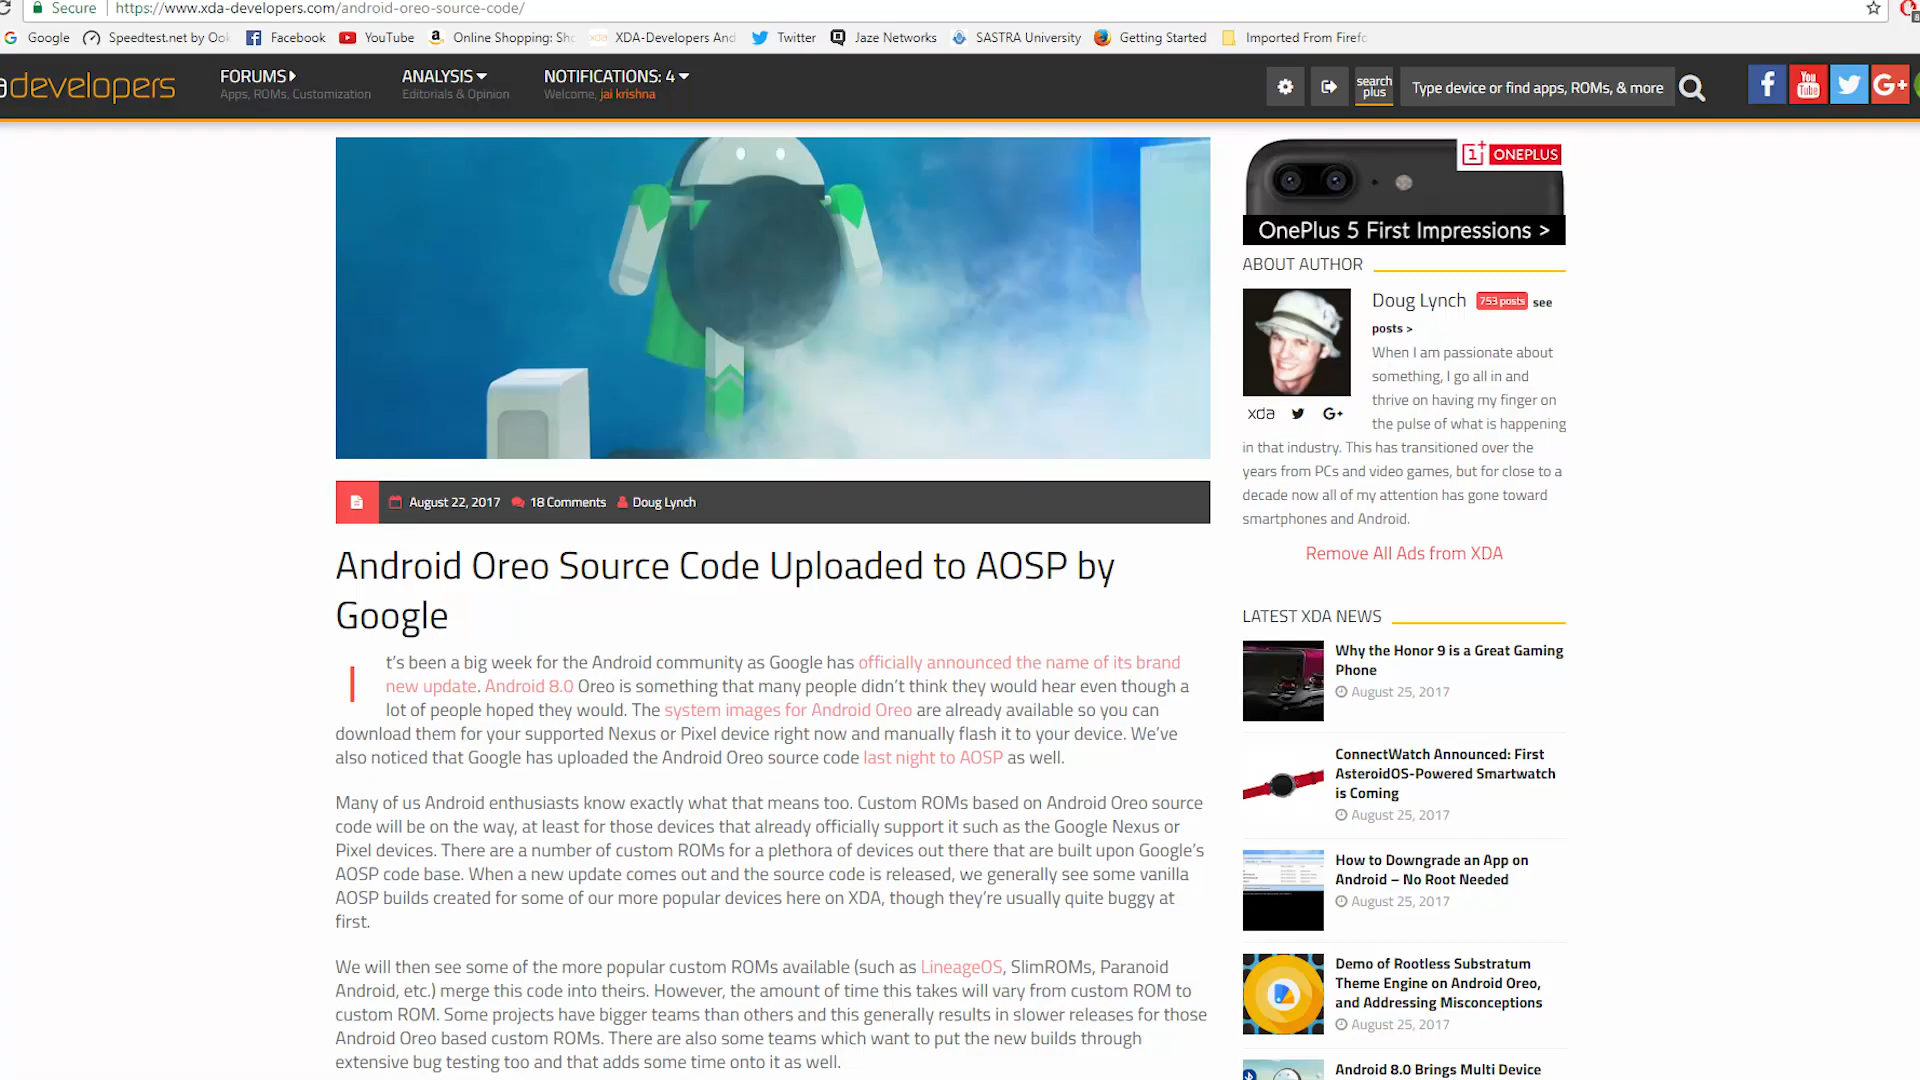 Secure
https://www.xda-developers.com/android-oreo-source-code/
Google
Speedtest.net by Ook
Facebook
YouTube
Online Shopping: Sh
XDA-Developers And
Twitter
Jaze Networks
SASTRA University
Getting Started
Imported From Firef
developers
FORUMS
Apps, ROMs, Customization
ANALYSIS
Editorials & Opinion
NOTIFICATIONS: 4
Welcome, jai krishna
search
plus
Type device or find apps, ROMs, & more
You
Tube
G+
August 22, 2017
18 Comments
Doug Lynch
Android Oreo Source Code Uploaded to AOSP by
Google
It’s been a big week for the Android community as Google has officially announced the name of its brand
new update. Android 8.0 Oreo is something that many people didn’t think they would hear even though a
lot of people hoped they would. The system images for Android Oreo are already available so you can
download them for your supported Nexus or Pixel device right now and manually flash it to your device. We’ve
also noticed that Google has uploaded the Android Oreo source code last night to AOSP as well.
Many of us Android enthusiasts know exactly what that means too. Custom ROMs based on Android Oreo source
code will be on the way, at least for those devices that already officially support it such as the Google Nexus or
Pixel devices. There are a number of custom ROMs for a plethora of devices out there that are built upon Google’s
AOSP code base. When a new update comes out and the source code is released, we generally see some vanilla
AOSP builds created for some of our more popular devices here on XDA, though they’re usually quite buggy at
first.
We will then see some of the more popular custom ROMs available (such as LineageOS, SlimROMs, Paranoid
Android, etc.) merge this code into theirs. However, the amount of time this takes will vary from custom ROM to
custom ROM. Some projects have bigger teams than others and this generally results in slower releases for those
Android Oreo based custom ROMs. There are also some teams which want to put the new builds through
extensive bug testing too and that adds some time onto it as well.
1+ ONEPLUS
OnePlus 5 First Impressions >
ABOUT AUTHOR
Doug Lynch 753 posts see
posts >
When I am passionate about
something, I go all in and
thrive on having my finger on
the pulse of what is happening
in that industry. This has transitioned over the
years from PCs and video games, but for close to a
decade now all of my attention has gone toward
smartphones and Android.
xda
G+
Remove All Ads from XDA
LATEST XDA NEWS
Why the Honor 9 is a Great Gaming
Phone
August 25, 2017
ConnectWatch Announced: First
AsteroidOS-Powered Smartwatch
is Coming
August 25, 2017
How to Downgrade an App on
Android – No Root Needed
August 25, 2017
Demo of Rootless Substratum
Theme Engine on Android Oreo,
and Addressing Misconceptions
August 25, 2017
Android 8.0 Brings Multi Device